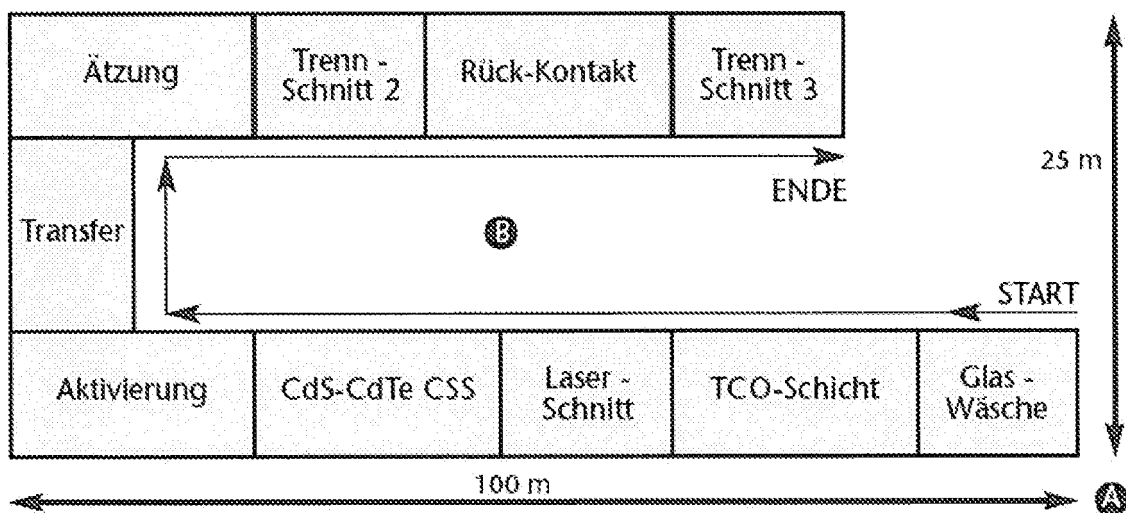 Ätzung
Trenn -
Schnitt 2
Rück-Kontakt
Trenn -
Schnitt 3
25 m
ENDE
Transfer
B
START
Aktivierung
CdS-CdTe CSS
Laser -
Schnitt
TCO-Schicht
Glas -
Wäsche
100 m
A